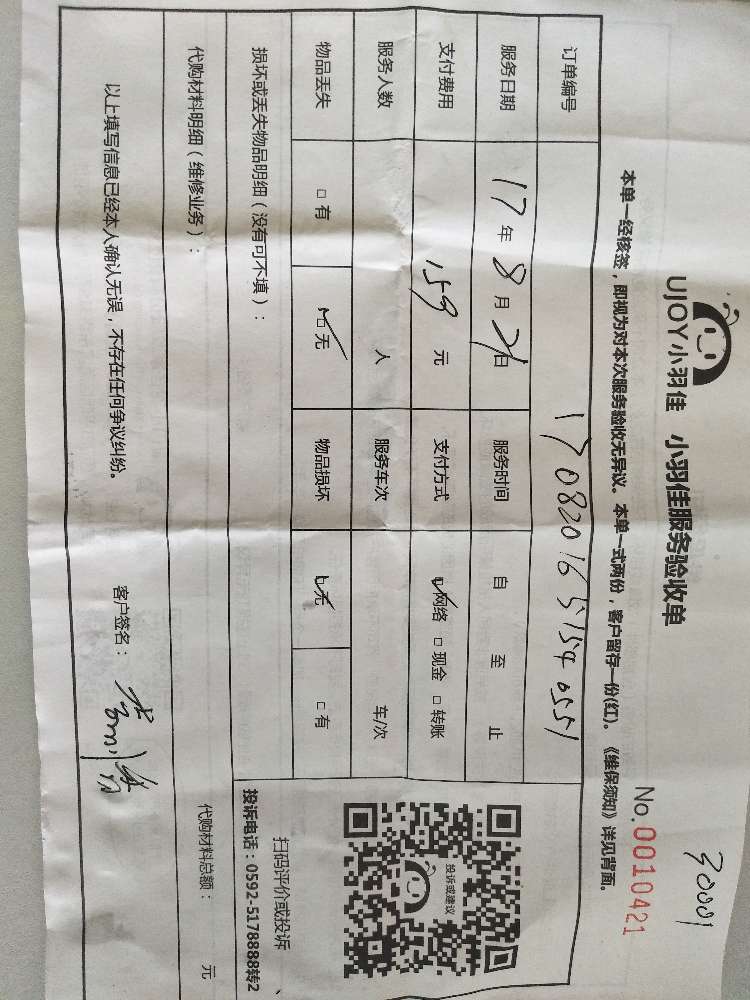 30001
UJOY小羽佳 小羽佳服务验收单
No.0010421
本单一经核签，即视为对本次服务验收无异议。本单一式两份，客户留存一份(红)。《维保须知》详见背面。
订单编号 1708201651540551
服务日期 17年8月21日 服务时间 自 至 止
支付费用 159元 支付方式 网络 □现金 □转账
服务人数 人 服务车次 车/次
物品丢失 □有 □无 物品损坏 □无 □有
损坏或丢失物品明细（没有可不填）：
投诉或建议
扫码评价或投诉、
投诉电话：0592-5178888转2
代购材料明细（维修业务）：
代购材料总额： 元
以上填写信息已经本人确认无误，不存在任何争议纠纷。 客户签名：